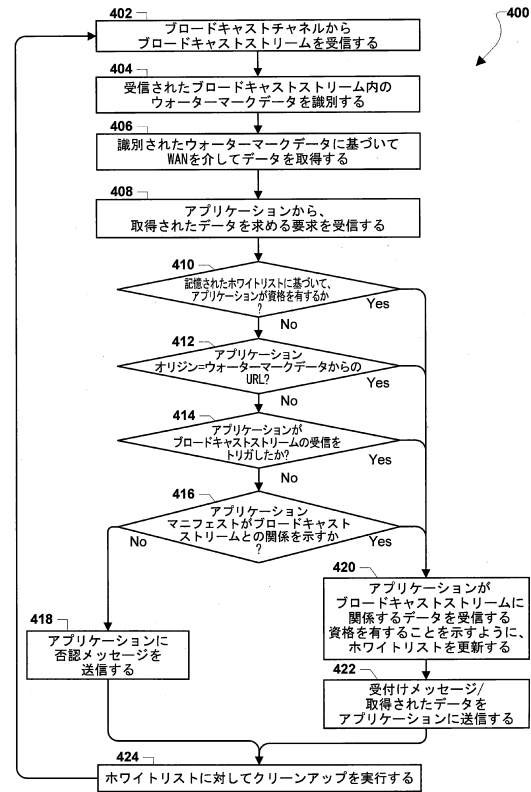 400
402
ブロードキャストチャネルから
ブロードキャストストリームを受信する
404
受信されたブロードキャストストリーム内の
ウォーターマークデータを識別する
406
識別されたウォーターマークデータに基づいて
WANを介してデータを取得する
408
アプリケーションから、
取得されたデータを求める要求を受信する
410
記憶されたホワイトリストに基づいて、
アプリケーションが資格を有するか
?
Yes
No
412
アプリケーション
オリジン=ウォーターマークデータからの
URL?
Yes
No
414
アプリケーションが
ブロードキャストストリームの受信を
トリガしたか?
Yes
No
416
アプリケーション
マニフェストがブロードキャスト
ストリームとの関係を示すか
?
No
Yes
418
アプリケーションに
否認メッセージを
送信する
420
アプリケーションが
ブロードキャストストリームに
関係するデータを受信する
資格を有することを示すように、
ホワイトリストを更新する
422
受付けメッセージ/
取得されたデータを
アプリケーションに送信する
424
ホワイトリストに対してクリーンアップを実行する